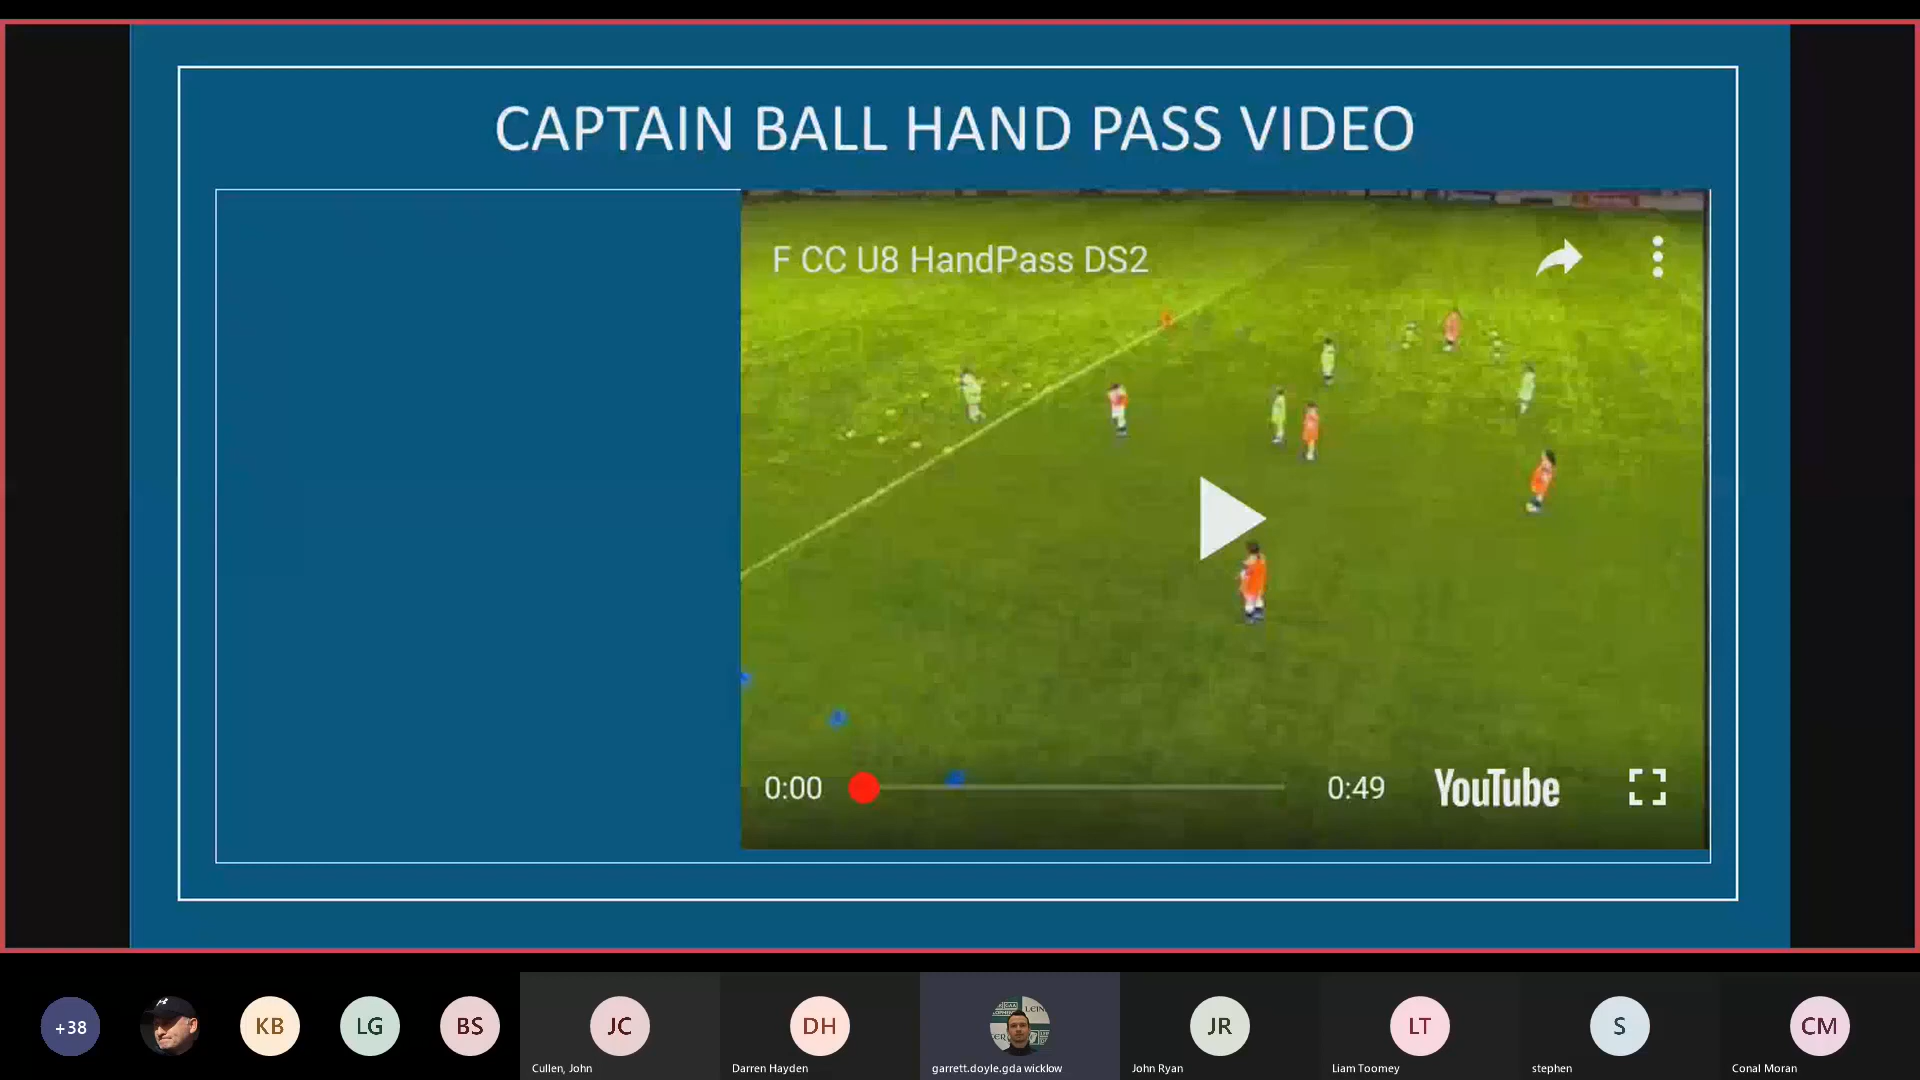 CAPTAIN BALL HAND PASS VIDEO
F CC U8 HandPass DS2
0:00
0:49
YouTube
+38
KB
LG
BS
JC
DH
JR
LT
S
CM
Cullen, John
Darren Hayden
garrett.doyle.gda wicklow
John Ryan
Liam Toomey
stephen
Conal Moran